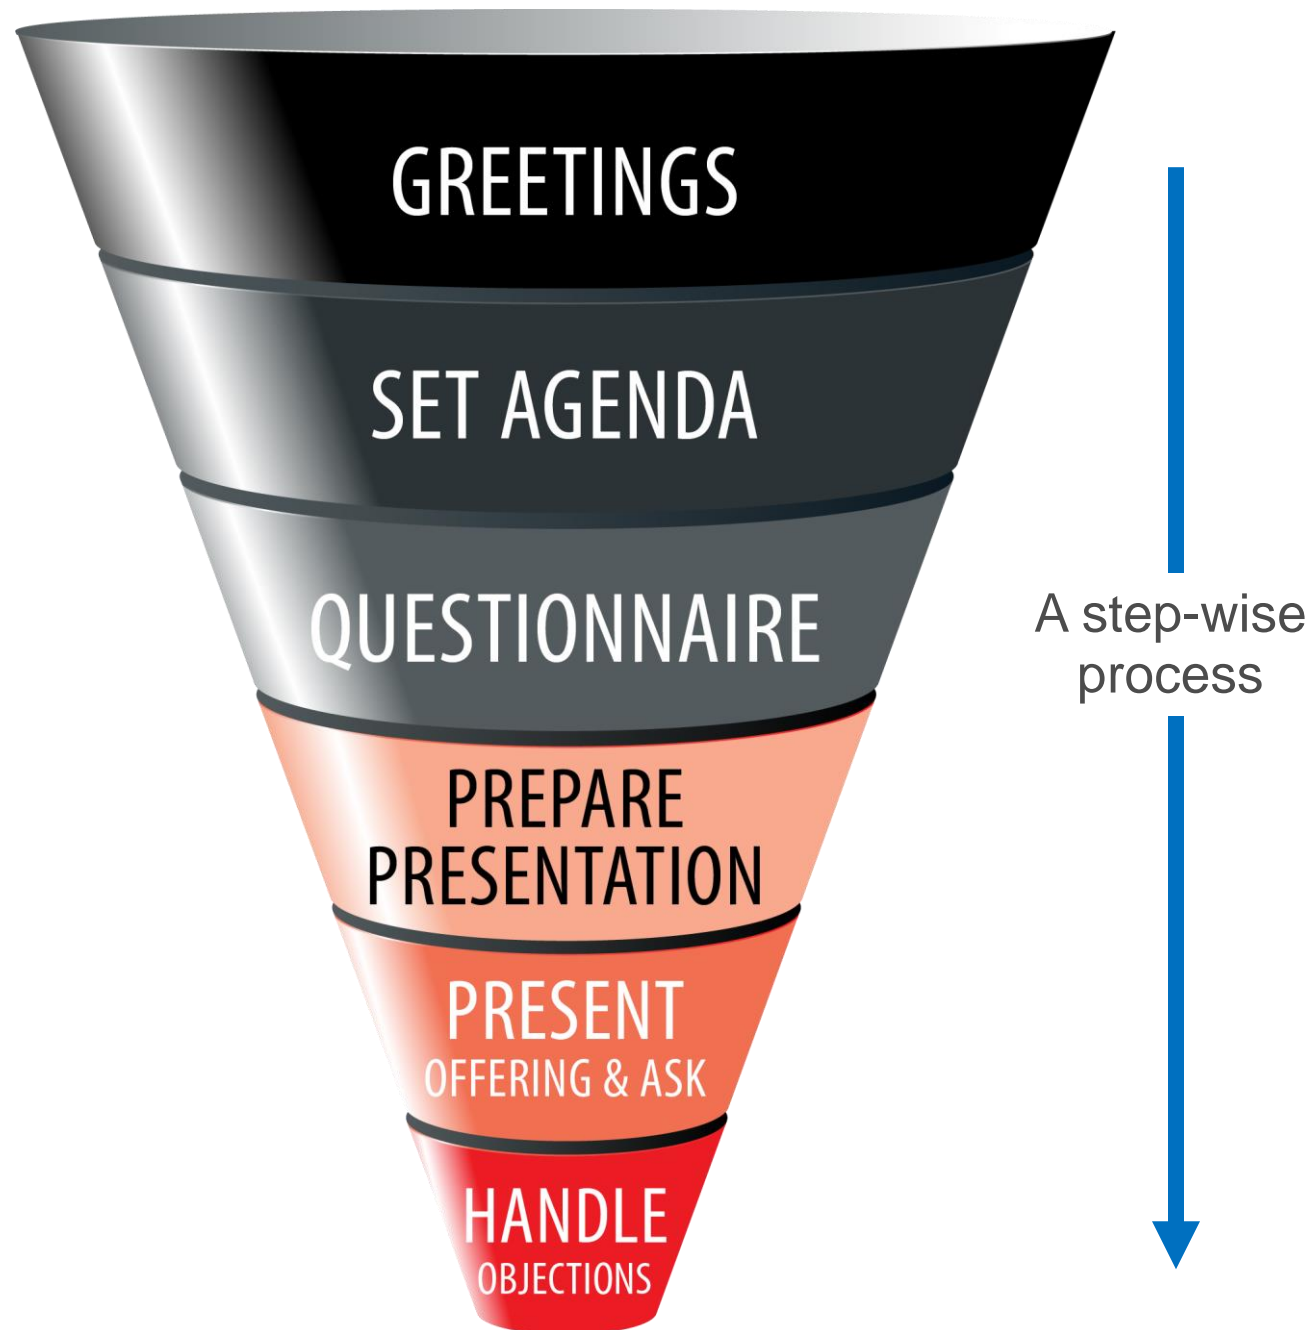 GREETINGS
SET AGENDA
QUESTIONNAIRE
A step-wise
process
PREPARE
PRESENTATION
PRESENT
OFFERING & ASK
HANDLE
OBJECTIONS